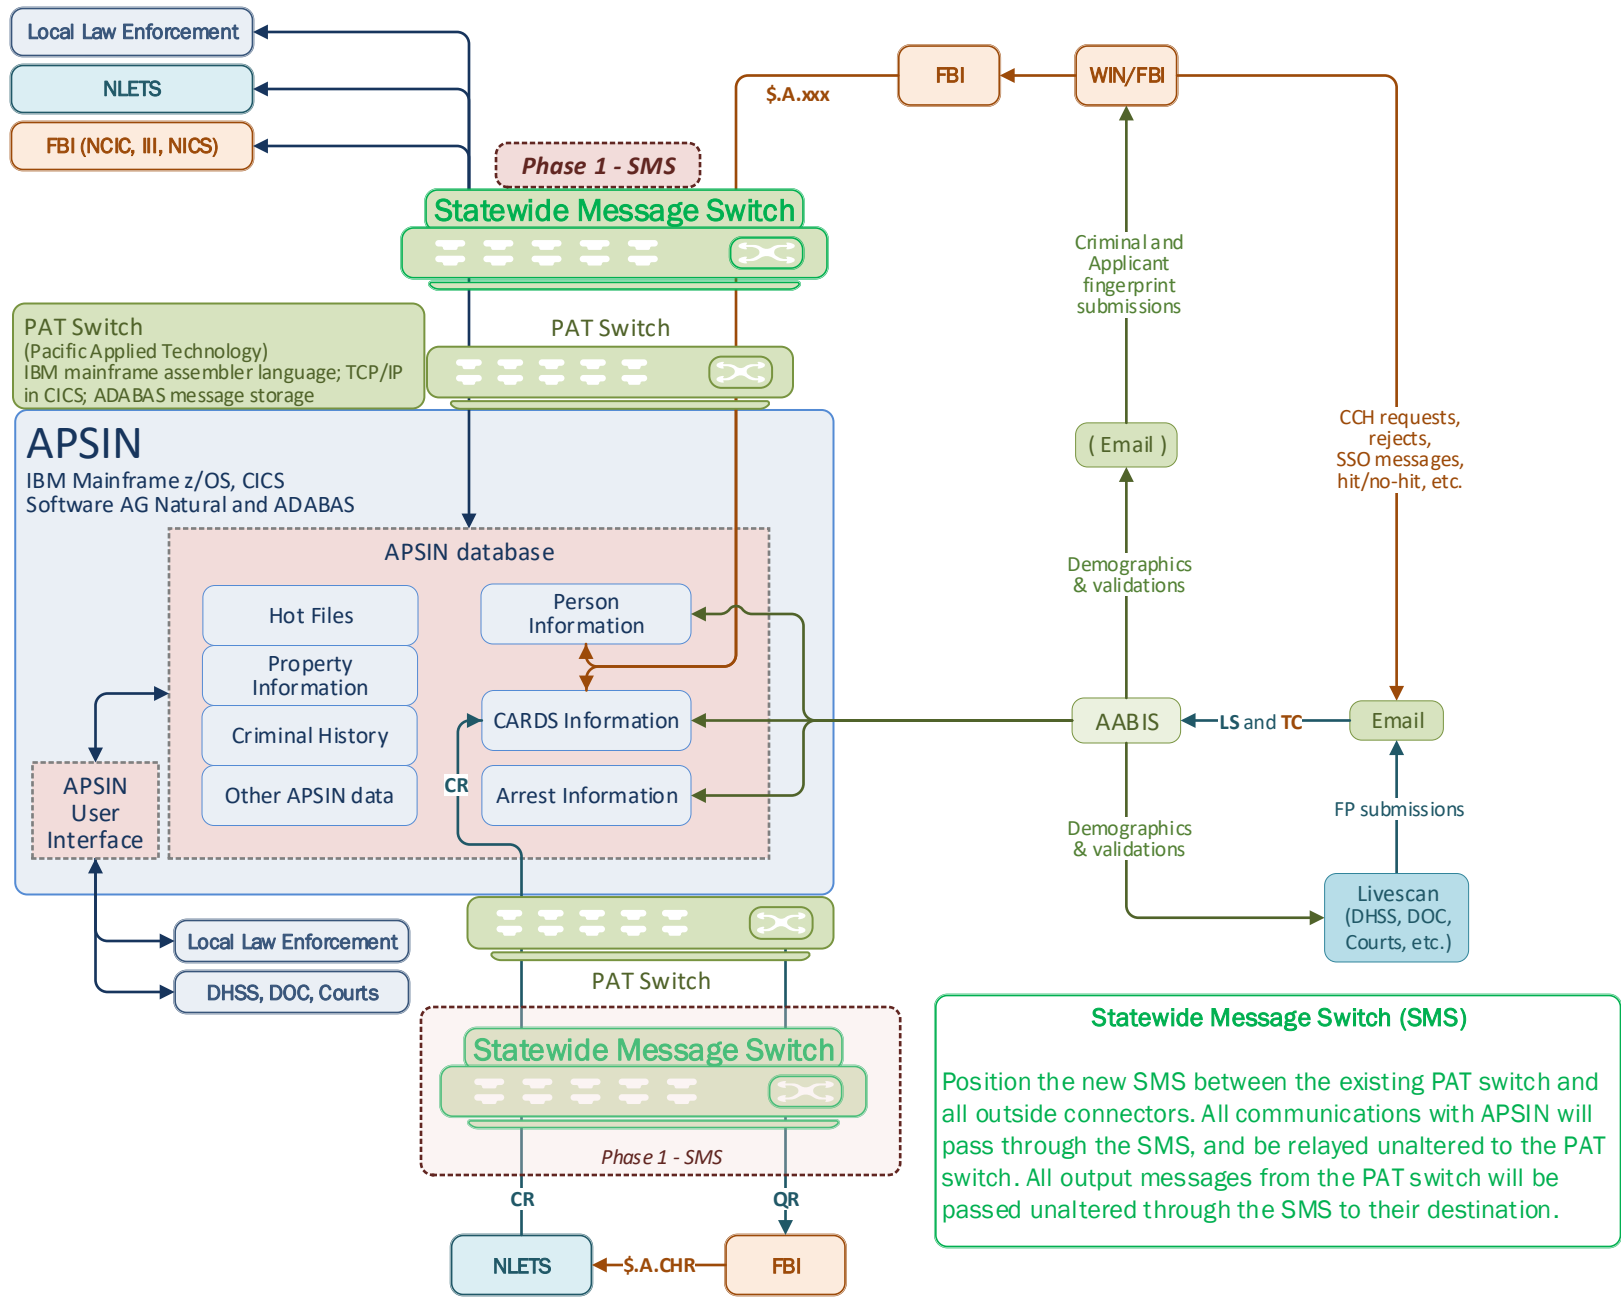 Local Law Enforcement
NLETS
FBI (NCIC, III, NICS)
FBI
WIN/FBI
$.A.xxx
Phase 1 - SMS
Statewide Message Switch
Criminal and
Applicant
fingerprint
submissions
PAT Switch
(Pacific Applied Technology)
IBM mainframe assembler language; TCP/IP
in CICS; ADABAS message storage
PAT Switch
APSIN
IBM Mainframe z/OS, CICS
Software AG Natural and ADABAS
( Email )
CCH requests,
rejects,
SSO messages,
hit/no-hit, etc.
APSIN database
Hot Files
Property
Information
Criminal History
Other APSIN data
Person
Information
CARDS Information
Arrest Information
CR
Demographics
& validations
AABIS
LS and TC
Email
APSIN
User
Interface
Demographics
& validations
FP submissions
Livescan
(DHSS, DOC,
Courts, etc.)
Local Law Enforcement
DHSS, DOC, Courts
PAT Switch
Statewide Message Switch
Phase 1 - SMS
CR
QR
NLETS
$.A.CHR
FBI
Statewide Message Switch (SMS)
Position the new SMS between the existing PAT switch and
all outside connectors. All communications with APSIN will
pass through the SMS, and be relayed unaltered to the PAT
switch. All output messages from the PAT switch will be
passed unaltered through the SMS to their destination.